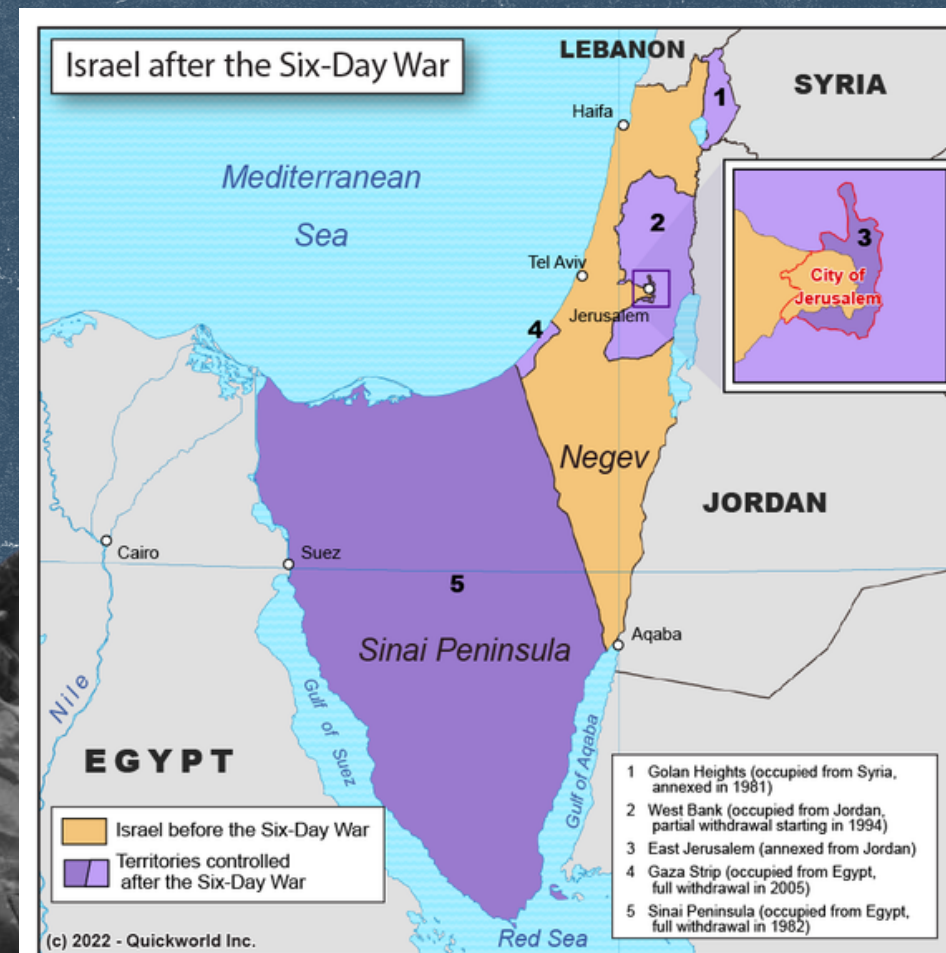 Israel after the Six-Day War
LEBANON
SYRIA
1
Haifa
Mediterranean
Sea
2
3
City of
Jerusalem
Tel Aviv
Jerusalem
4
Negev
JORDAN
Cairo
Suez
5
Sinai Peninsula
Aqaba
Nile
Gulf of Suez
Gulf of Aqaba
EGYPT
Israel before the Six-Day War
Territories controlled
after the Six-Day War
1 Golan Heights (occupied from Syria,
annexed in 1981)
2 West Bank (occupied from Jordan,
partial withdrawal starting in 1994)
3 East Jerusalem (annexed from Jordan)
4 Gaza Strip (occupied from Egypt,
full withdrawal in 2005)
5 Sinai Peninsula (occupied from Egypt,
full withdrawal in 1982)
Red Sea
(c) 2022 - Quickworld Inc.